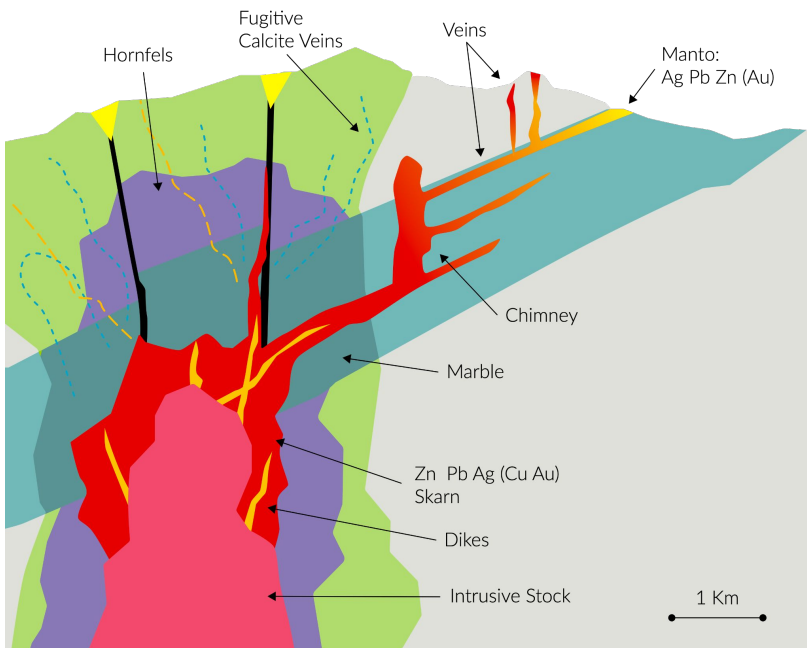 Fugitive
Calcite Veins
Hornfels
Veins
Manto:
Ag Pb Zn (Au)
Chimney
Marble
Zn Pb Ag (Cu Au)
Skarn
Dikes
Intrusive Stock
1 Km